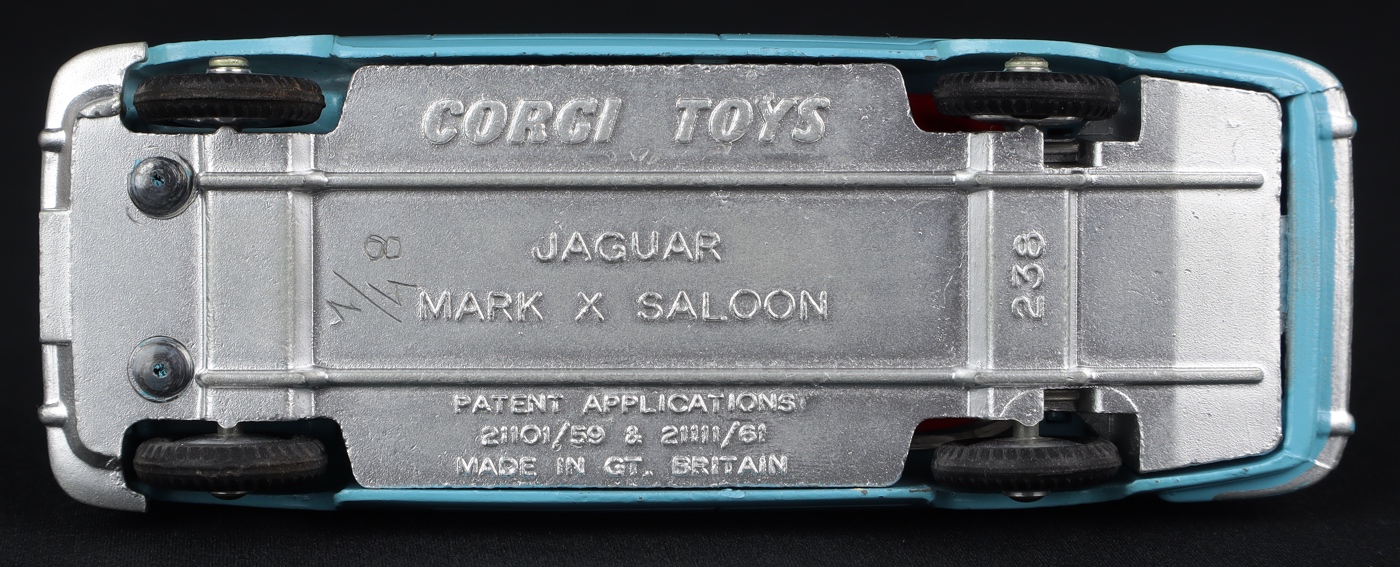 CORGI TOYS
JAGUAR
MARK X SALOON
238
PATENT APPLICATIONS
21101/59 & 21111/61
MADE IN GT. BRITAIN